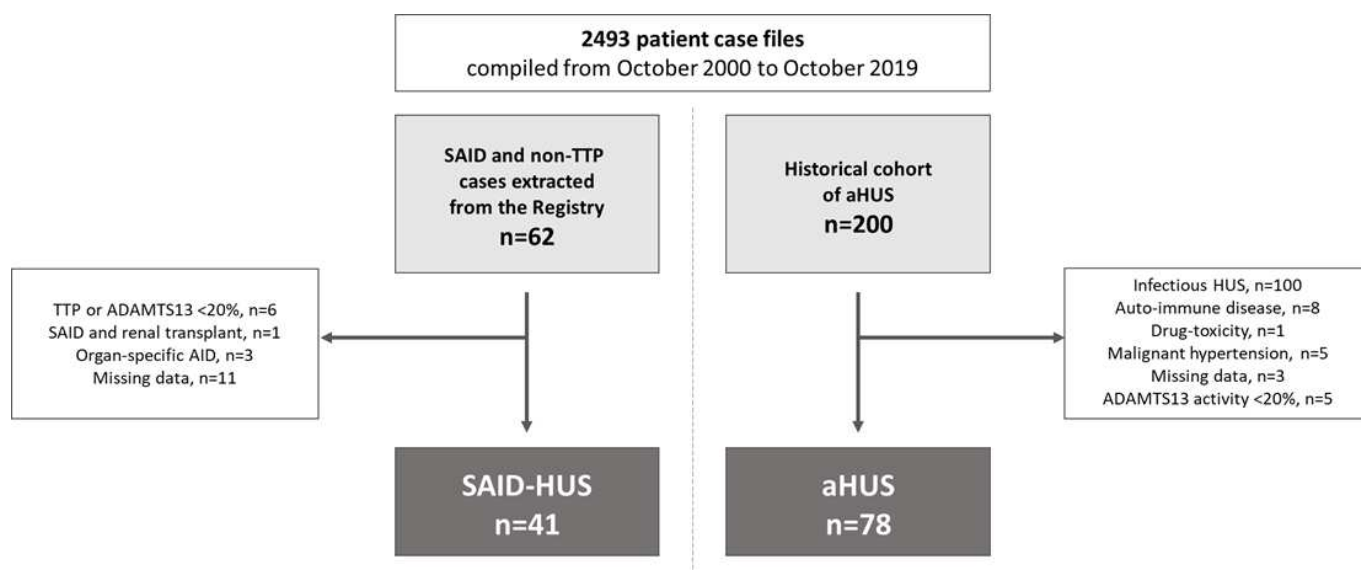 2493 patient case files
compiled from October 2000 to October 2019
SAID and non-TTP
cases extracted
from the Registry
n=62
Historical cohort
of aHUS
n=200
TTP or ADAMTS13 <20%, n=6
SAID and renal transplant, n=1
Organ-specific AID, n=3
Missing data, n=11
Infectious HUS, n=100
Auto-immune disease, n=8
Drug-toxicity, n=1
Malignant hypertension, n=5
Missing data, n=3
ADAMTS13 activity <20%, n=5
SAID-HUS
n=41
aHUS
n=78